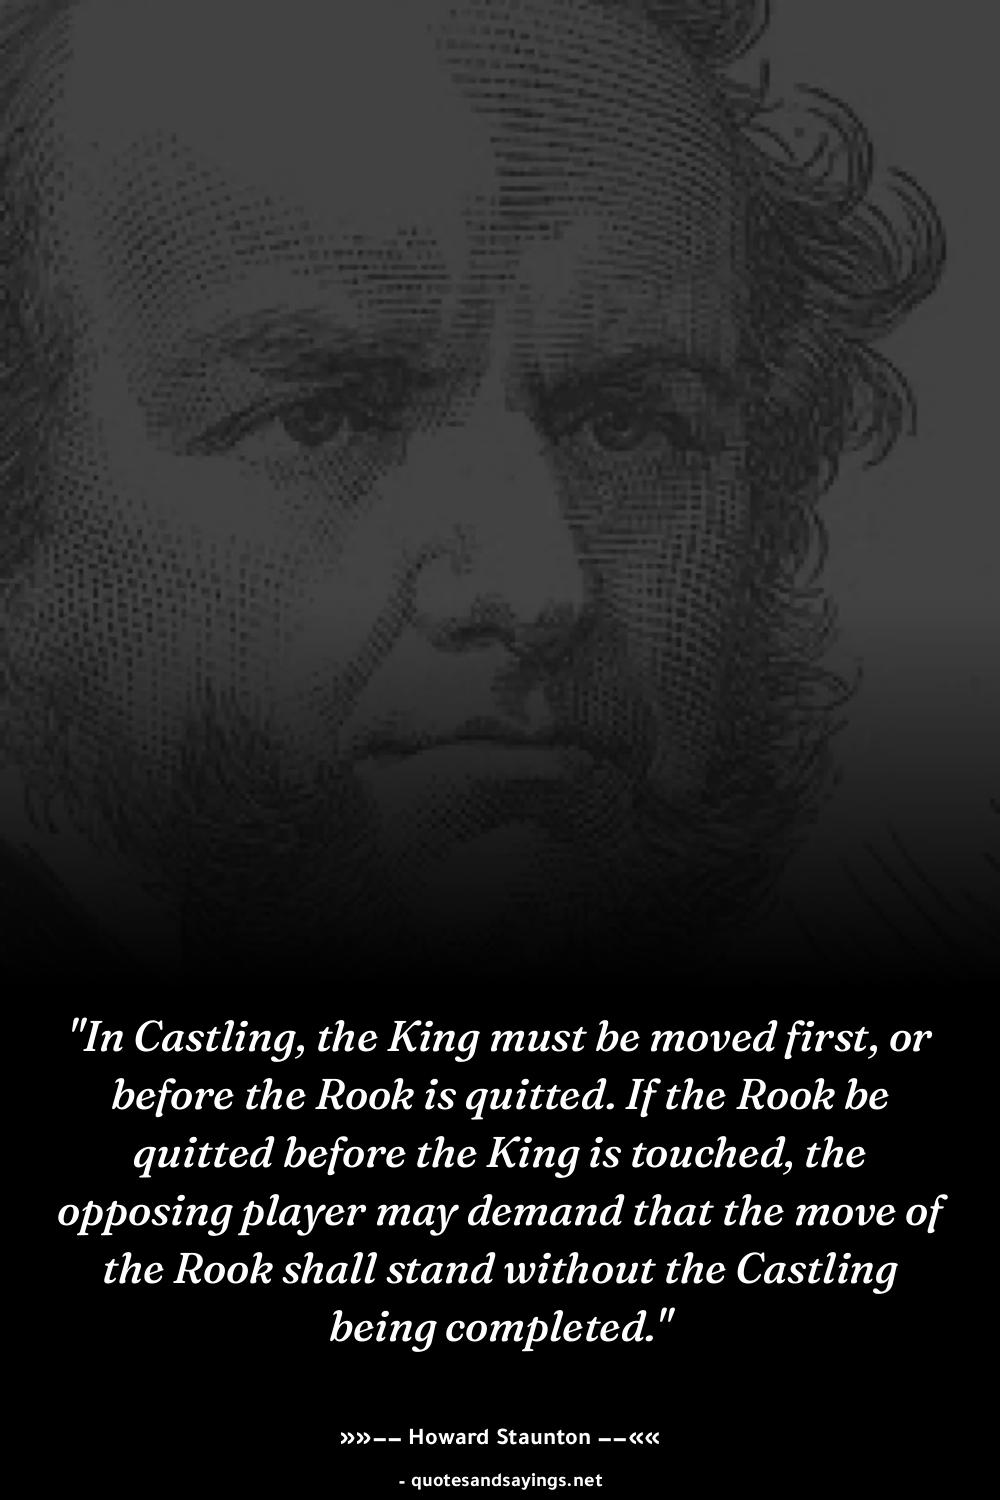 "In Castling, the King must be moved first, or
before the Rook is quitted. If the Rook be
quitted before the King is touched, the
opposing player may demand that the move of
the Rook shall stand without the Castling
being completed."
»»–– Howard Staunton ––««
- quotesandsayings.net